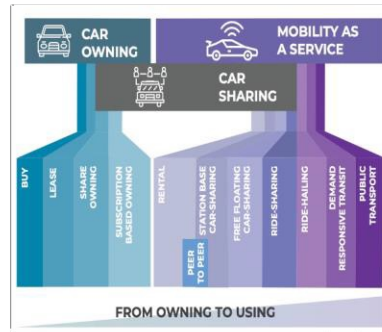 CAR
OWNING
MOBILITY AS
A SERVICE
CAR
SHARING
BUY
LEASE
SHARE
OWNING
SUBSCRIPTION
BASED OWNING
RENTAL
PEER
TO PEER
STATION BASE
CAR-SHARING
FREE FLOATING
CAR-SHARING
RIDE-SHARING
RIDE-HAILING
DEMAND
RESPONSIVE TRANSIT
PUBLIC
TRANSPORT
FROM OWNING TO USING